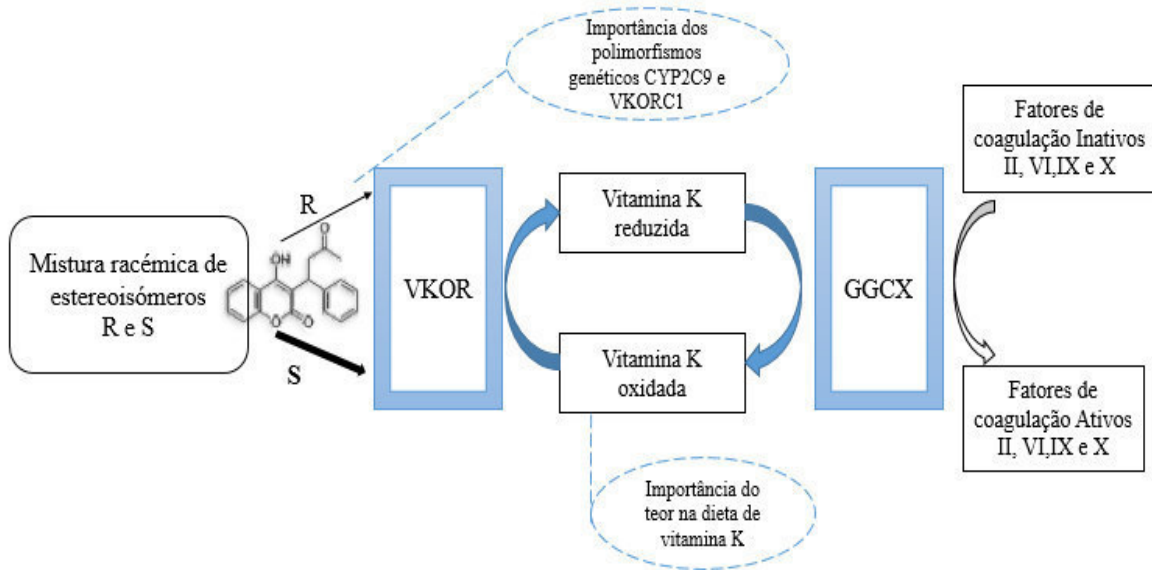 Importância dos
polimorfismos
genéticos CYP2C9 e
VKORC1
Fatores de
coagulação Inativos
II, VI,IX e X
R
Mistura racémica de
estereoisómeros
R e S
OH
O
O
O
S
VKOR
Vitamina K
reduzida
Vitamina K
oxidada
GGCX
Fatores de
coagulação Ativos
II, VI,IX e X
Importância do
teor na dieta de
vitamina K